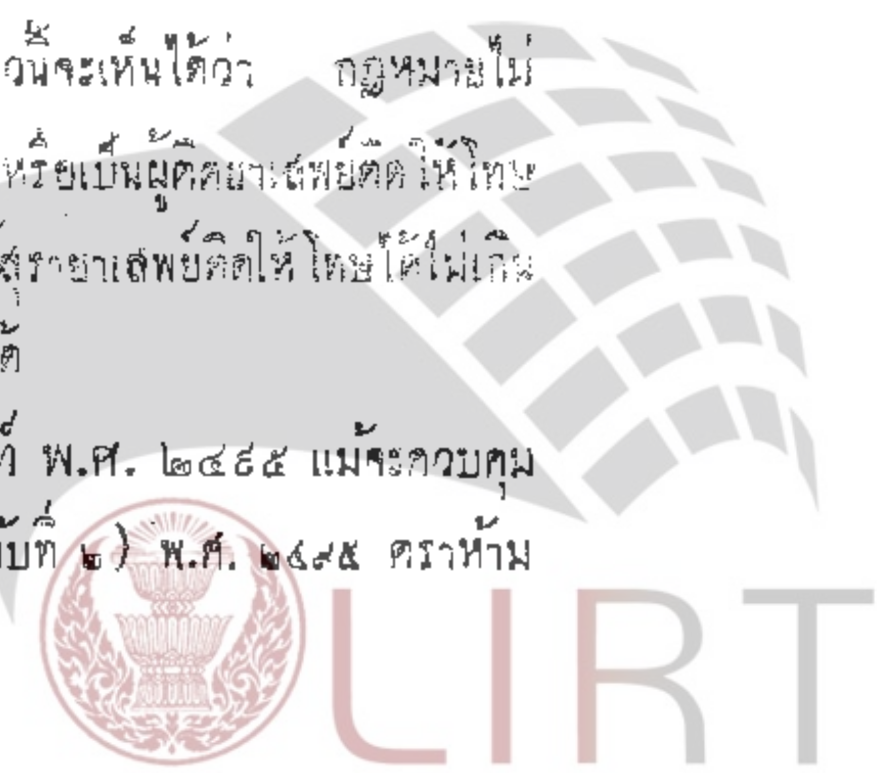 วนี้จะเห็นได้ว่า กฎหมายไม่
หรือเป็นผู้ติดยาเสพย์ติดให้โทษ
สุรายาเสพย์ติดให้โทษได้ไม่เกิน
ด้
ท์ พ.ศ. ๒๔๙๕ แม้จะควบคุม
บับที่ ๒) พ.ศ. ๒๔๙๕ ตราห้าม
LIRT